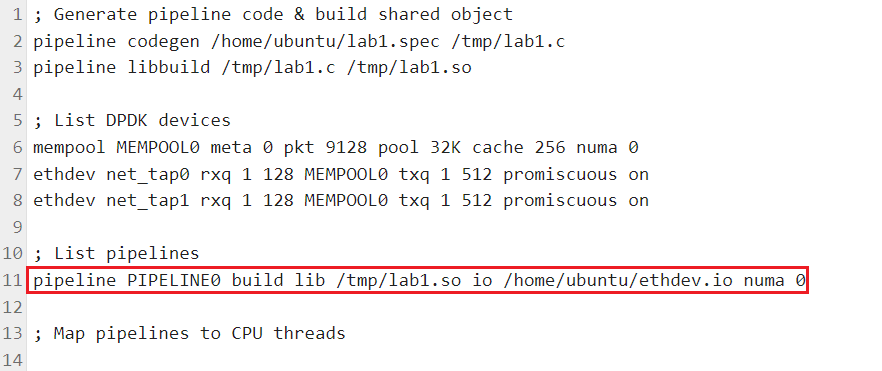 1 ; Generate pipeline code & build shared object
2 pipeline codegen /home/ubuntu/lab1.spec /tmp/lab1.c
3 pipeline libbuild /tmp/lab1.c /tmp/lab1.so
4
5 ; List DPDK devices
6 mempool MEMPOOL0 meta 0 pkt 9128 pool 32K cache 256 numa 0
7 ethdev net_tap0 rxq 1 128 MEMPOOL0 txq 1 512 promiscuous on
8 ethdev net_tap1 rxq 1 128 MEMPOOL0 txq 1 512 promiscuous on
9
10 ; List pipelines
11 pipeline PIPELINE0 build lib /tmp/lab1.so io /home/ubuntu/ethdev.io numa 0
12
13 ; Map pipelines to CPU threads
14